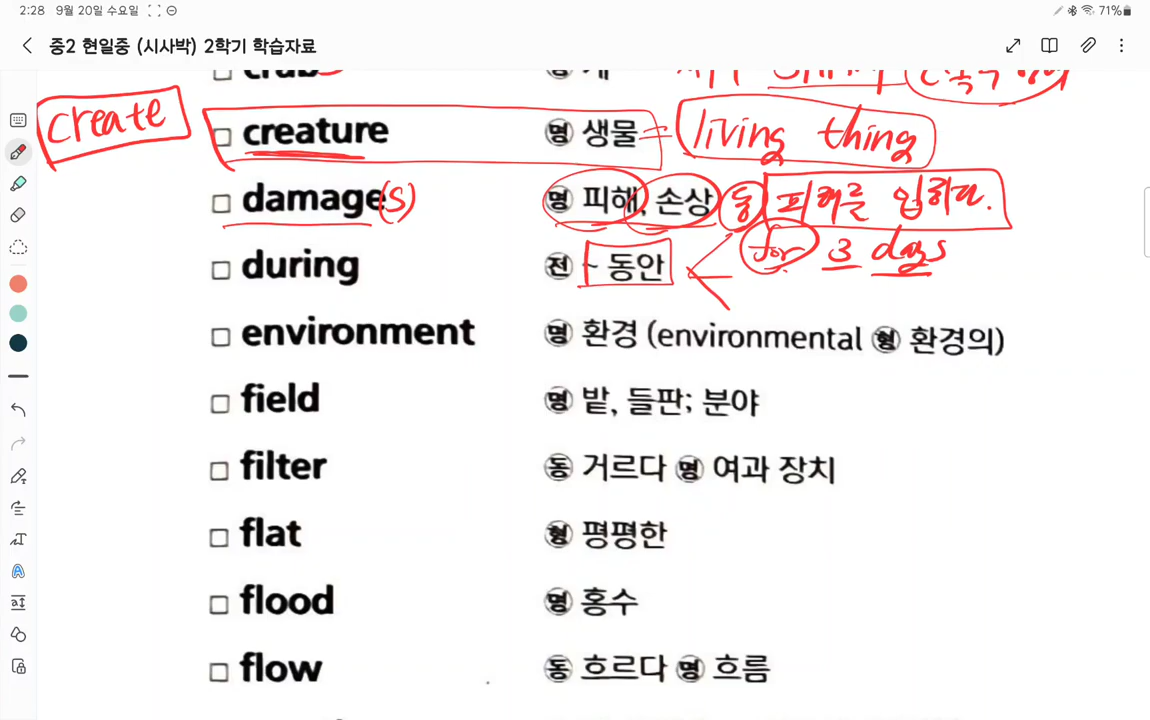 2:28 9월 20일 수요일 71%
중2 현일중 (시사박) 2학기 학습자료
crab 명 게
create
creature 명 생물 = living thing
damage(s) 명 피해, 손상 동 피해를 입히다.
during 전 ~ 동안 for 3 days
environment 명 환경 (environmental 형 환경의)
field 명 밭, 들판; 분야
filter 동 거르다 명 여과 장치
flat 형 평평한
flood 명 홍수
flow 동 흐르다 명 흐름